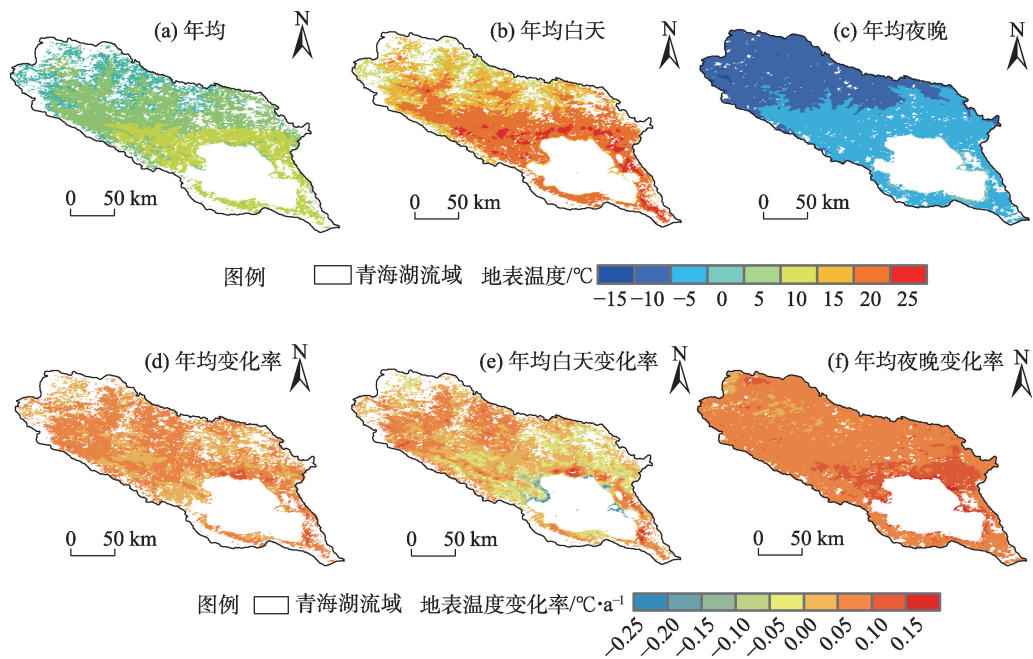 (a) 年均
N
(b) 年均白天
N
(c) 年均夜晚
N
0 50 km
0 50 km
0 50 km
图例 青海湖流域 地表温度/℃
−15 −10 −5 0 5 10 15 20 25
(d) 年均变化率
N
(e) 年均白天变化率
N
(f) 年均夜晚变化率
N
0 50 km
0 50 km
0 50 km
图例 青海湖流域 地表温度变化率/℃·a⁻¹
−0.25 −0.20 −0.15 −0.10 −0.05 0.00 0.05 0.10 0.15